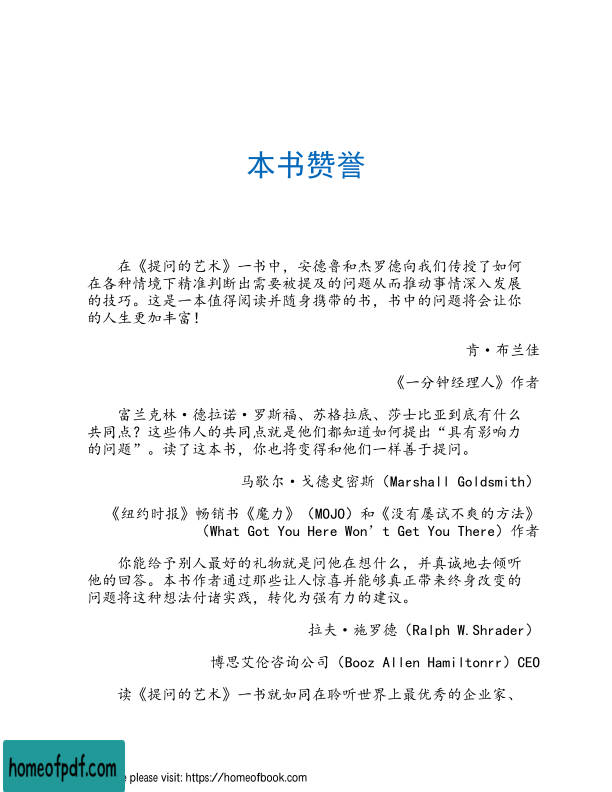 本书赞誉
在《提问的艺术》一书中，安德鲁和杰罗德向我们传授了如何
在各种情境下精准判断出需要被提及的问题从而推动事情深入发展
的技巧。这是一本值得阅读并随身携带的书，书中的问题将会让你
的人生更加丰富！
肯·布兰佳
《一分钟经理人》作者
富兰克林·德拉诺·罗斯福、苏格拉底、莎士比亚到底有什么
共同点？这些伟人的共同点就是他们都知道如何提出“具有影响力
的问题”。读了这本书，你也将变得和他们一样善于提问。
马歇尔·戈德史密斯（Marshall Goldsmith）
《纽约时报》畅销书《魔力》（MOJO）和《没有屡试不爽的方法》
（What Got You Here Won’t Get You There）作者
你能给予别人最好的礼物就是问他在想什么，并真诚地去倾听
他的回答。本书作者通过那些让人惊喜并能够真正带来终身改变的
问题将这种想法付诸实践，转化为强有力的建议。
拉夫·施罗德（Ralph W.Shrader）
博思艾伦咨询公司（Booz Allen Hamiltonrr）CEO
读《提问的艺术》一书就如同在聆听世界上最优秀的企业家、
homeofpdf.com
please visit: https://homeofbook.com